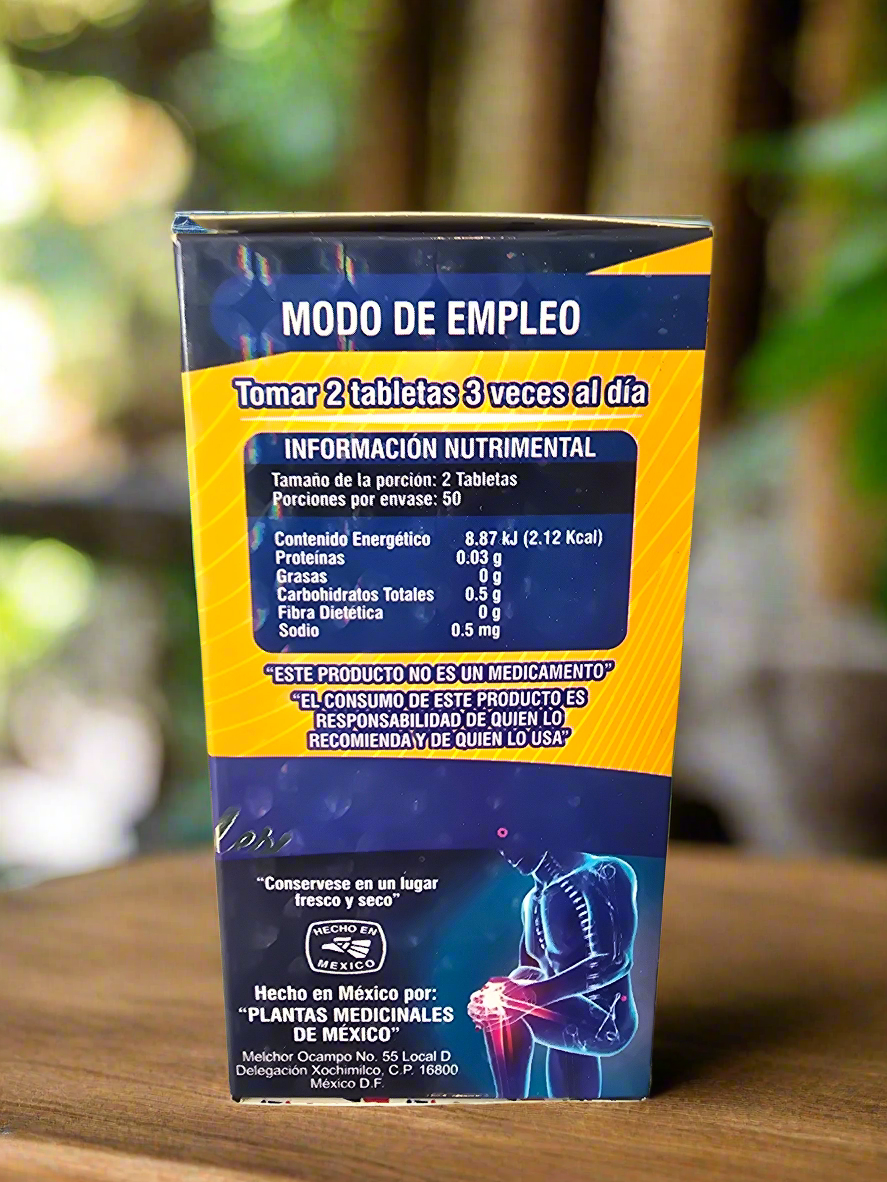 MODO DE EMPLEO
Tomar 2 tabletas 3 veces al día
INFORMACIÓN NUTRIMENTAL
Tamaño de la porción: 2 Tabletas
Porciones por envase: 50
Contenido Energético 8.87 kJ (2.12 Kcal)
Proteínas 0.03 g
Grasas 0 g
Carbohidratos Totales 0.5 g
Fibra Dietética 0 g
Sodio 0.5 mg
“ESTE PRODUCTO NO ES UN MEDICAMENTO”
“EL CONSUMO DE ESTE PRODUCTO ES
RESPONSABILIDAD DE QUIEN LO
RECOMIENDA Y DE QUIEN LO USA”
“Conservese en un lugar
fresco y seco”
HECHO EN
MEXICO
Hecho en México por:
“PLANTAS MEDICINALES
DE MÉXICO”
Melchor Ocampo No. 55 Local D
Delegación Xochimilco, C.P. 16800
México D.F.